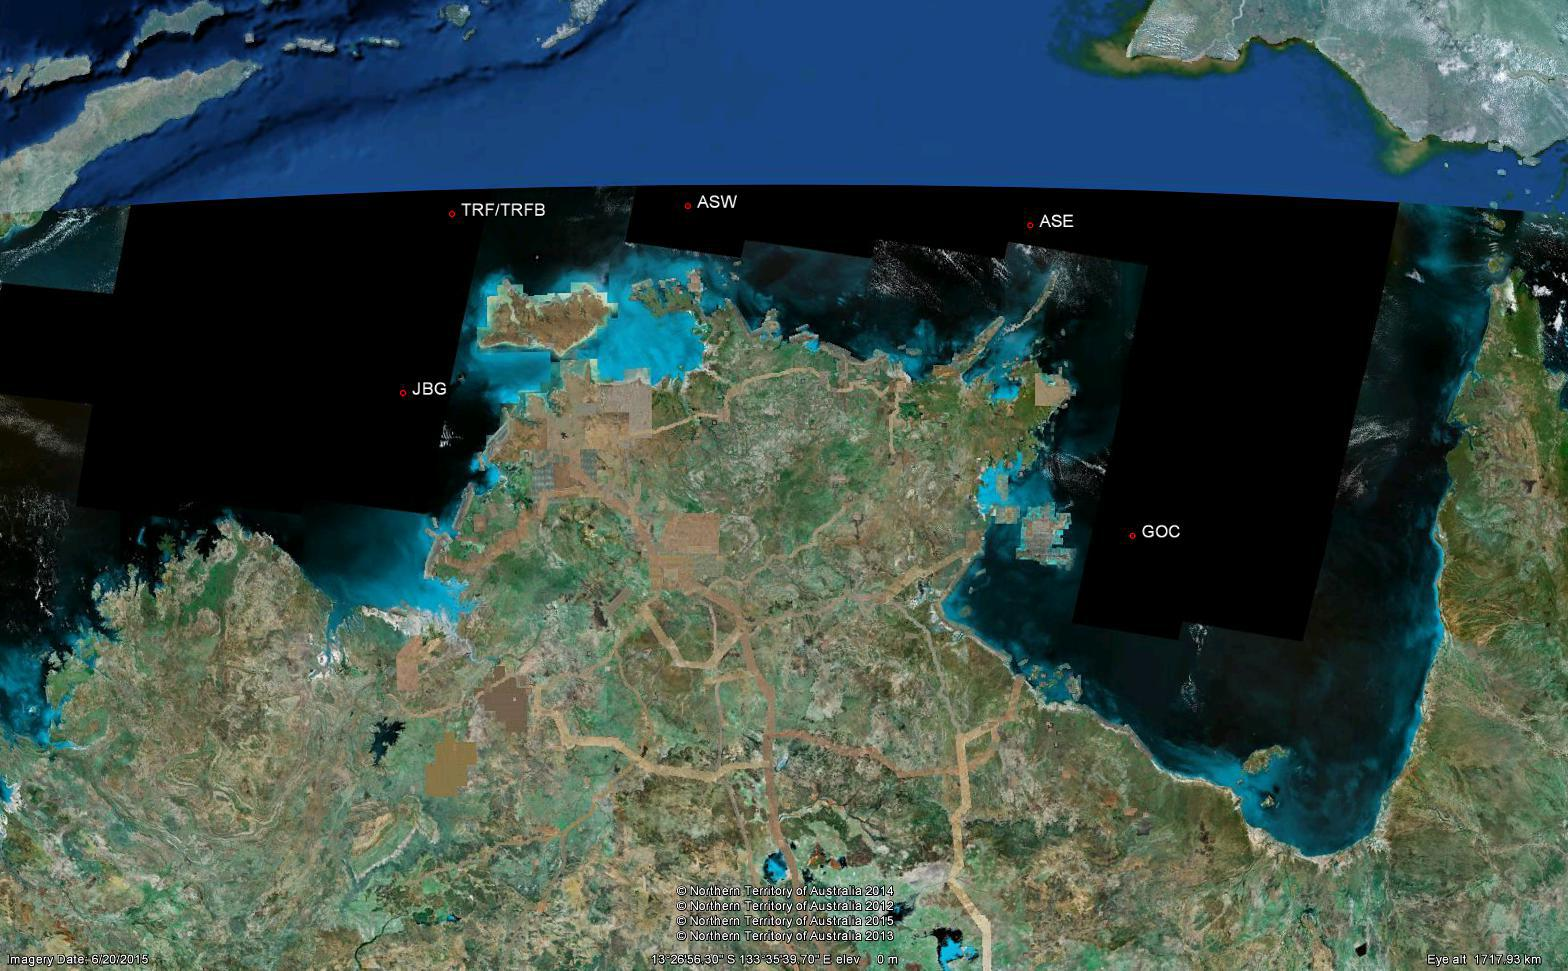 ASW
TRF/TRFB
ASE
JBG
GOC
© Northern Territory of Australia 2014
© Northern Territory of Australia 2012
© Northern Territory of Australia 2015
© Northern Territory of Australia 2013
Imagery Date: 6/20/2015
13°26'56.30" S 133°35'39.70" E elev 0 m
Eye alt 1717.93 km